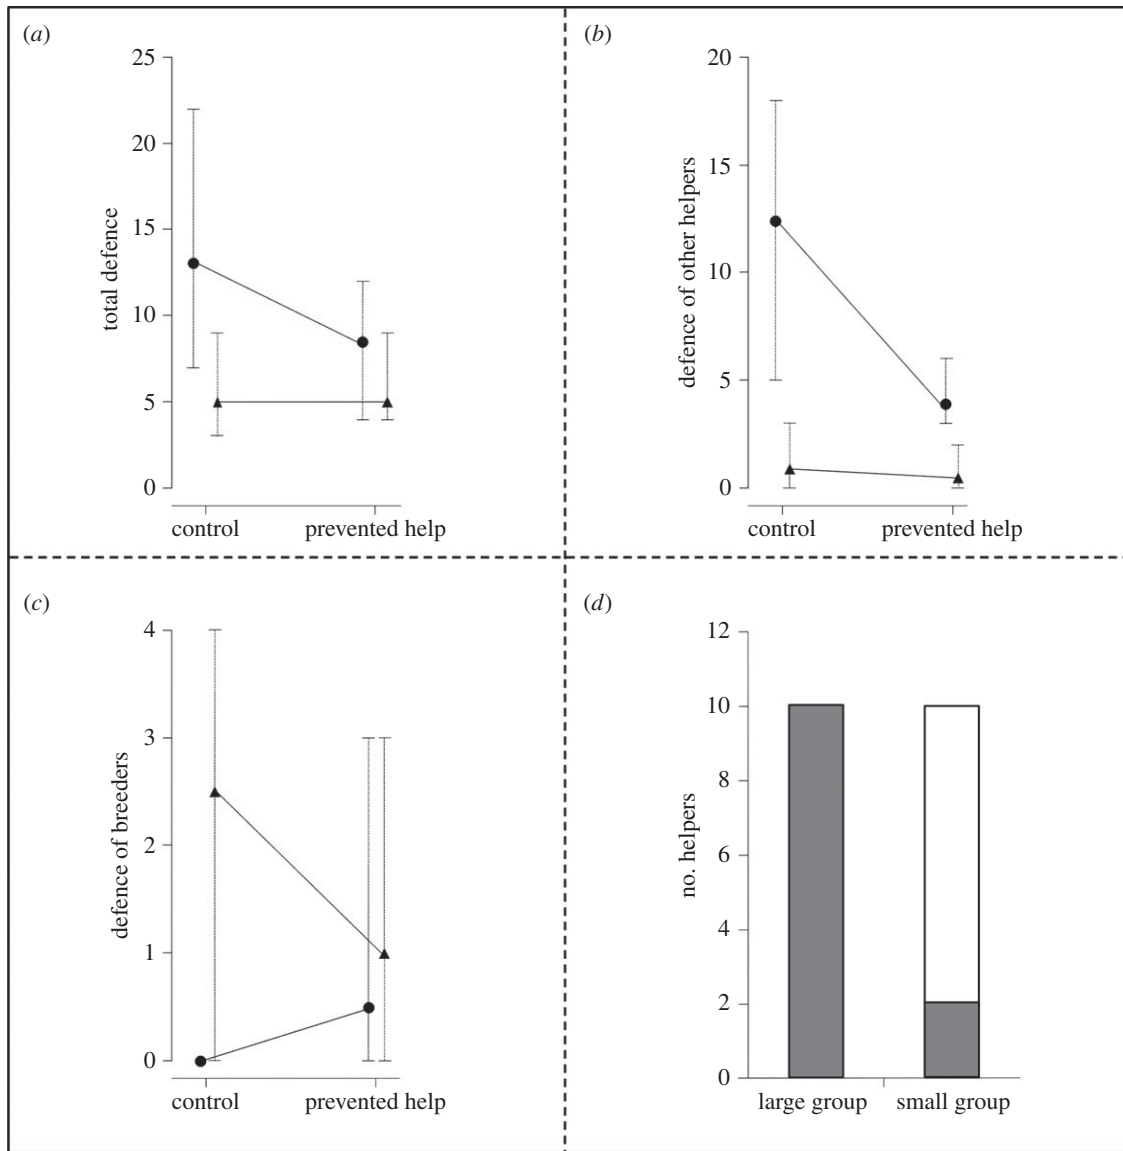 (a)
total defence
25
20
15
10
5
0
control prevented help
(b)
defence of other helpers
20
15
10
5
0
control prevented help
(c)
defence of breeders
4
3
2
1
0
control prevented help
(d)
no. helpers
12
10
8
6
4
2
0
large group small group